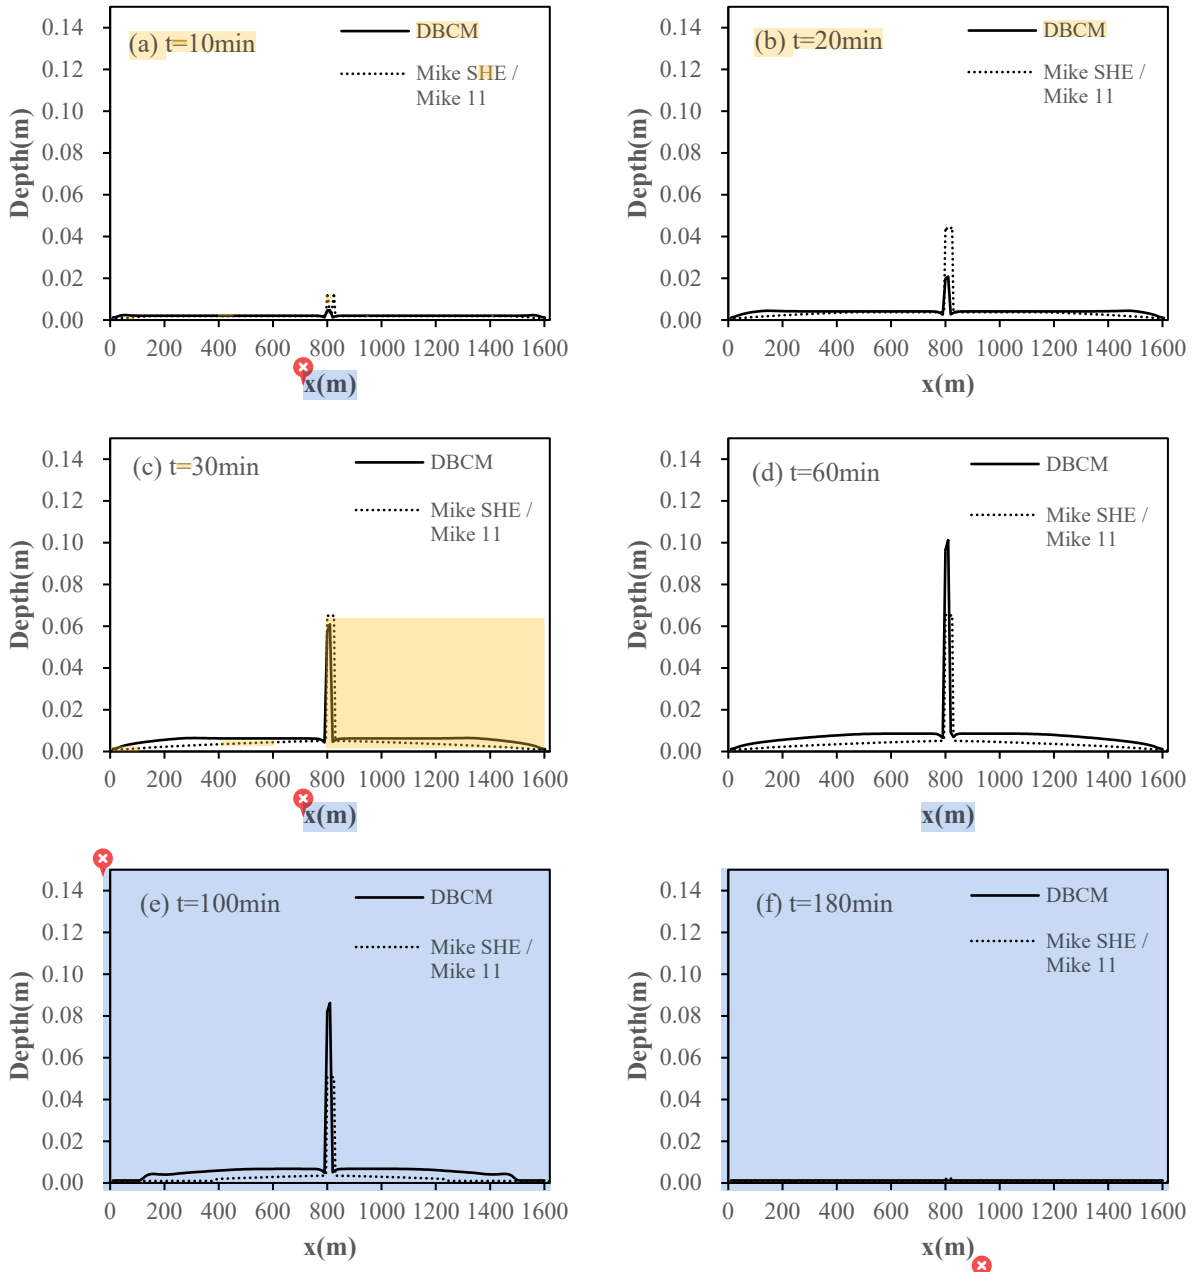 0.14
0.12
0.10
0.08
0.06
0.04
0.02
0.00
Depth(m)
(a) t=10min
DBCM
Mike SHE /
Mike 11
0 200 400 600 800 1000 1200 1400 1600
x(m)
0.14
0.12
0.10
0.08
0.06
0.04
0.02
0.00
Depth(m)
(b) t=20min
DBCM
Mike SHE /
Mike 11
0 200 400 600 800 1000 1200 1400 1600
x(m)
0.14
0.12
0.10
0.08
0.06
0.04
0.02
0.00
Depth(m)
(c) t=30min
DBCM
Mike SHE /
Mike 11
0 200 400 600 800 1000 1200 1400 1600
x(m)
0.14
0.12
0.10
0.08
0.06
0.04
0.02
0.00
Depth(m)
(d) t=60min
DBCM
Mike SHE /
Mike 11
0 200 400 600 800 1000 1200 1400 1600
x(m)
0.14
0.12
0.10
0.08
0.06
0.04
0.02
0.00
Depth(m)
(e) t=100min
DBCM
Mike SHE /
Mike 11
0 200 400 600 800 1000 1200 1400 1600
x(m)
0.14
0.12
0.10
0.08
0.06
0.04
0.02
0.00
Depth(m)
(f) t=180min
DBCM
Mike SHE /
Mike 11
0 200 400 600 800 1000 1200 1400 1600
x(m)